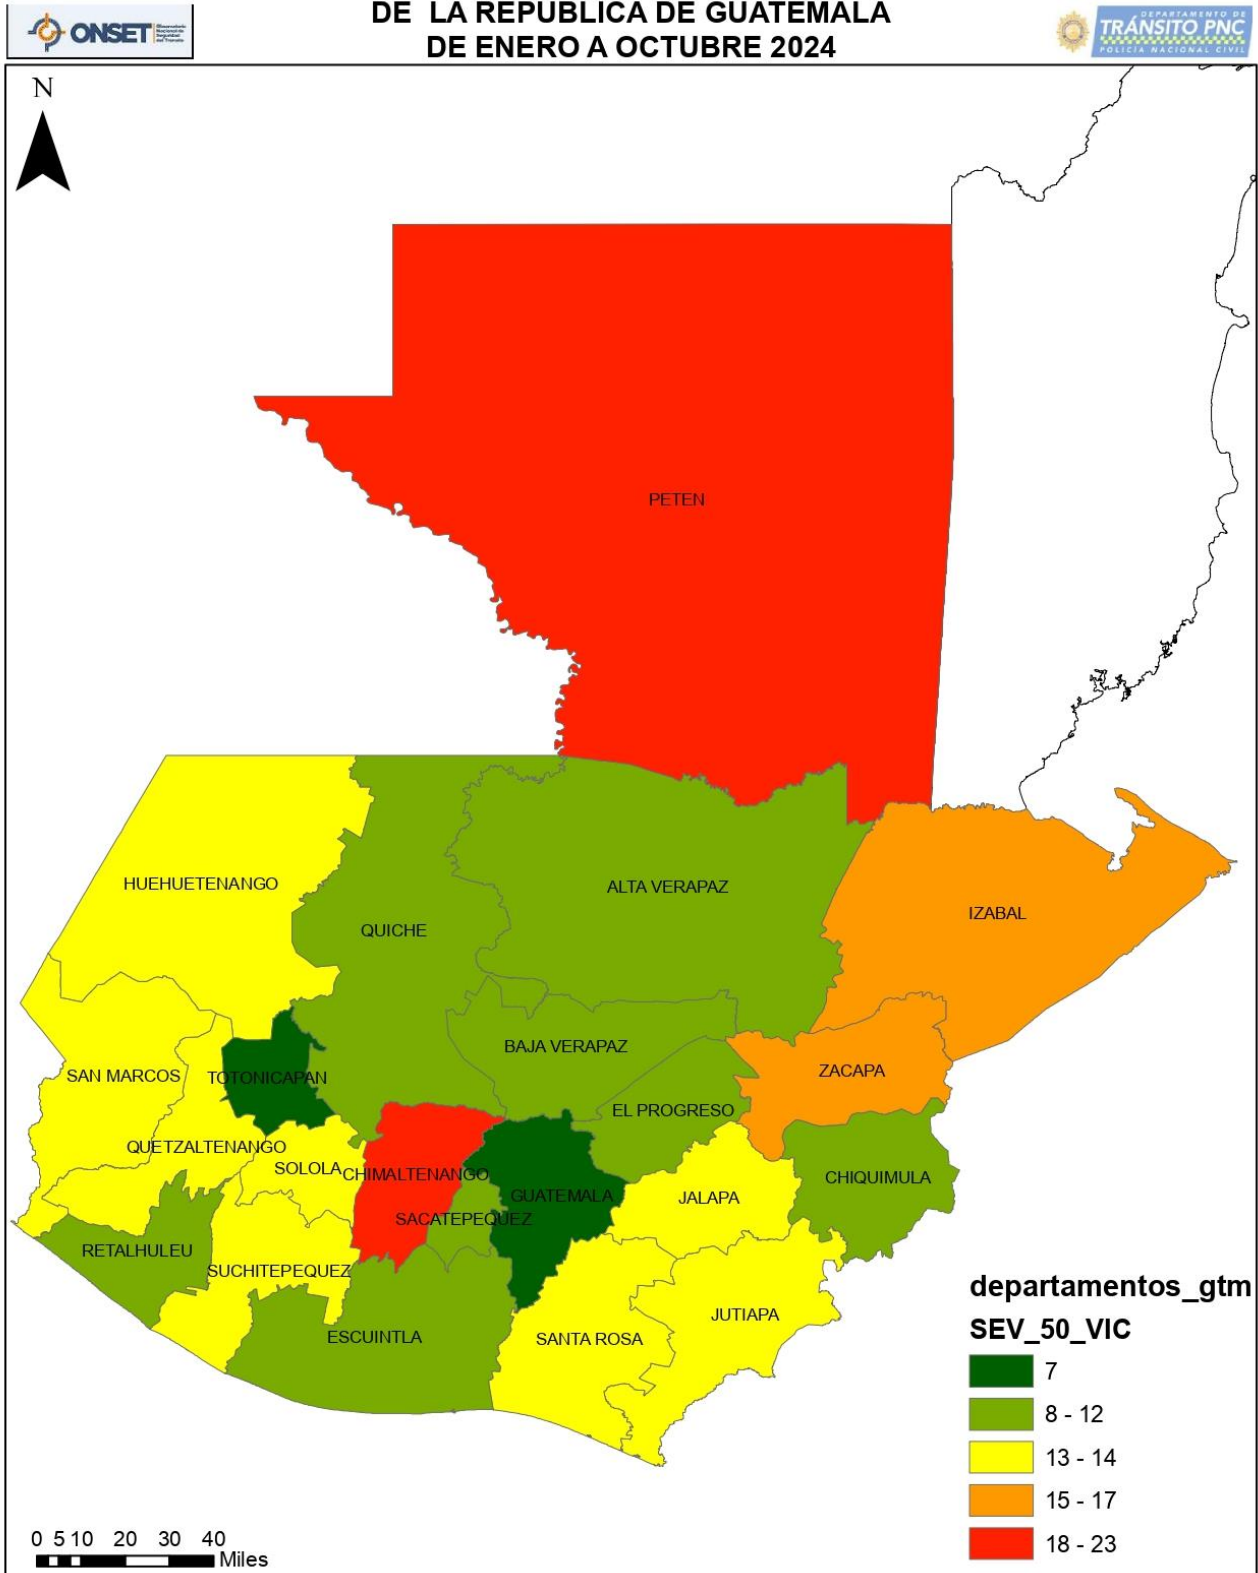 ONSET
DE LA REPUBLICA DE GUATEMALA
DE ENERO A OCTUBRE 2024
DEPARTAMENTO DE
TRÁNSITO PNC
POLICÍA NACIONAL CIVIL
N
PETEN
HUEHUETENANGO
ALTA VERAPAZ
IZABAL
QUICHE
BAJA VERAPAZ
ZACAPA
SAN MARCOS
TOTONICAPAN
EL PROGRESO
QUETZALTENANGO
SOLOLA
CHIMALTENANGO
CHIQUIMULA
GUATEMALA
JALAPA
SACATEPEQUEZ
RETALHULEU
SUCHITEPEQUEZ
JUTIAPA
ESCUINTLA
SANTA ROSA
departamentos_gtm
SEV_50_VIC
7
8 - 12
13 - 14
15 - 17
18 - 23
0 5 10 20 30 40
Miles